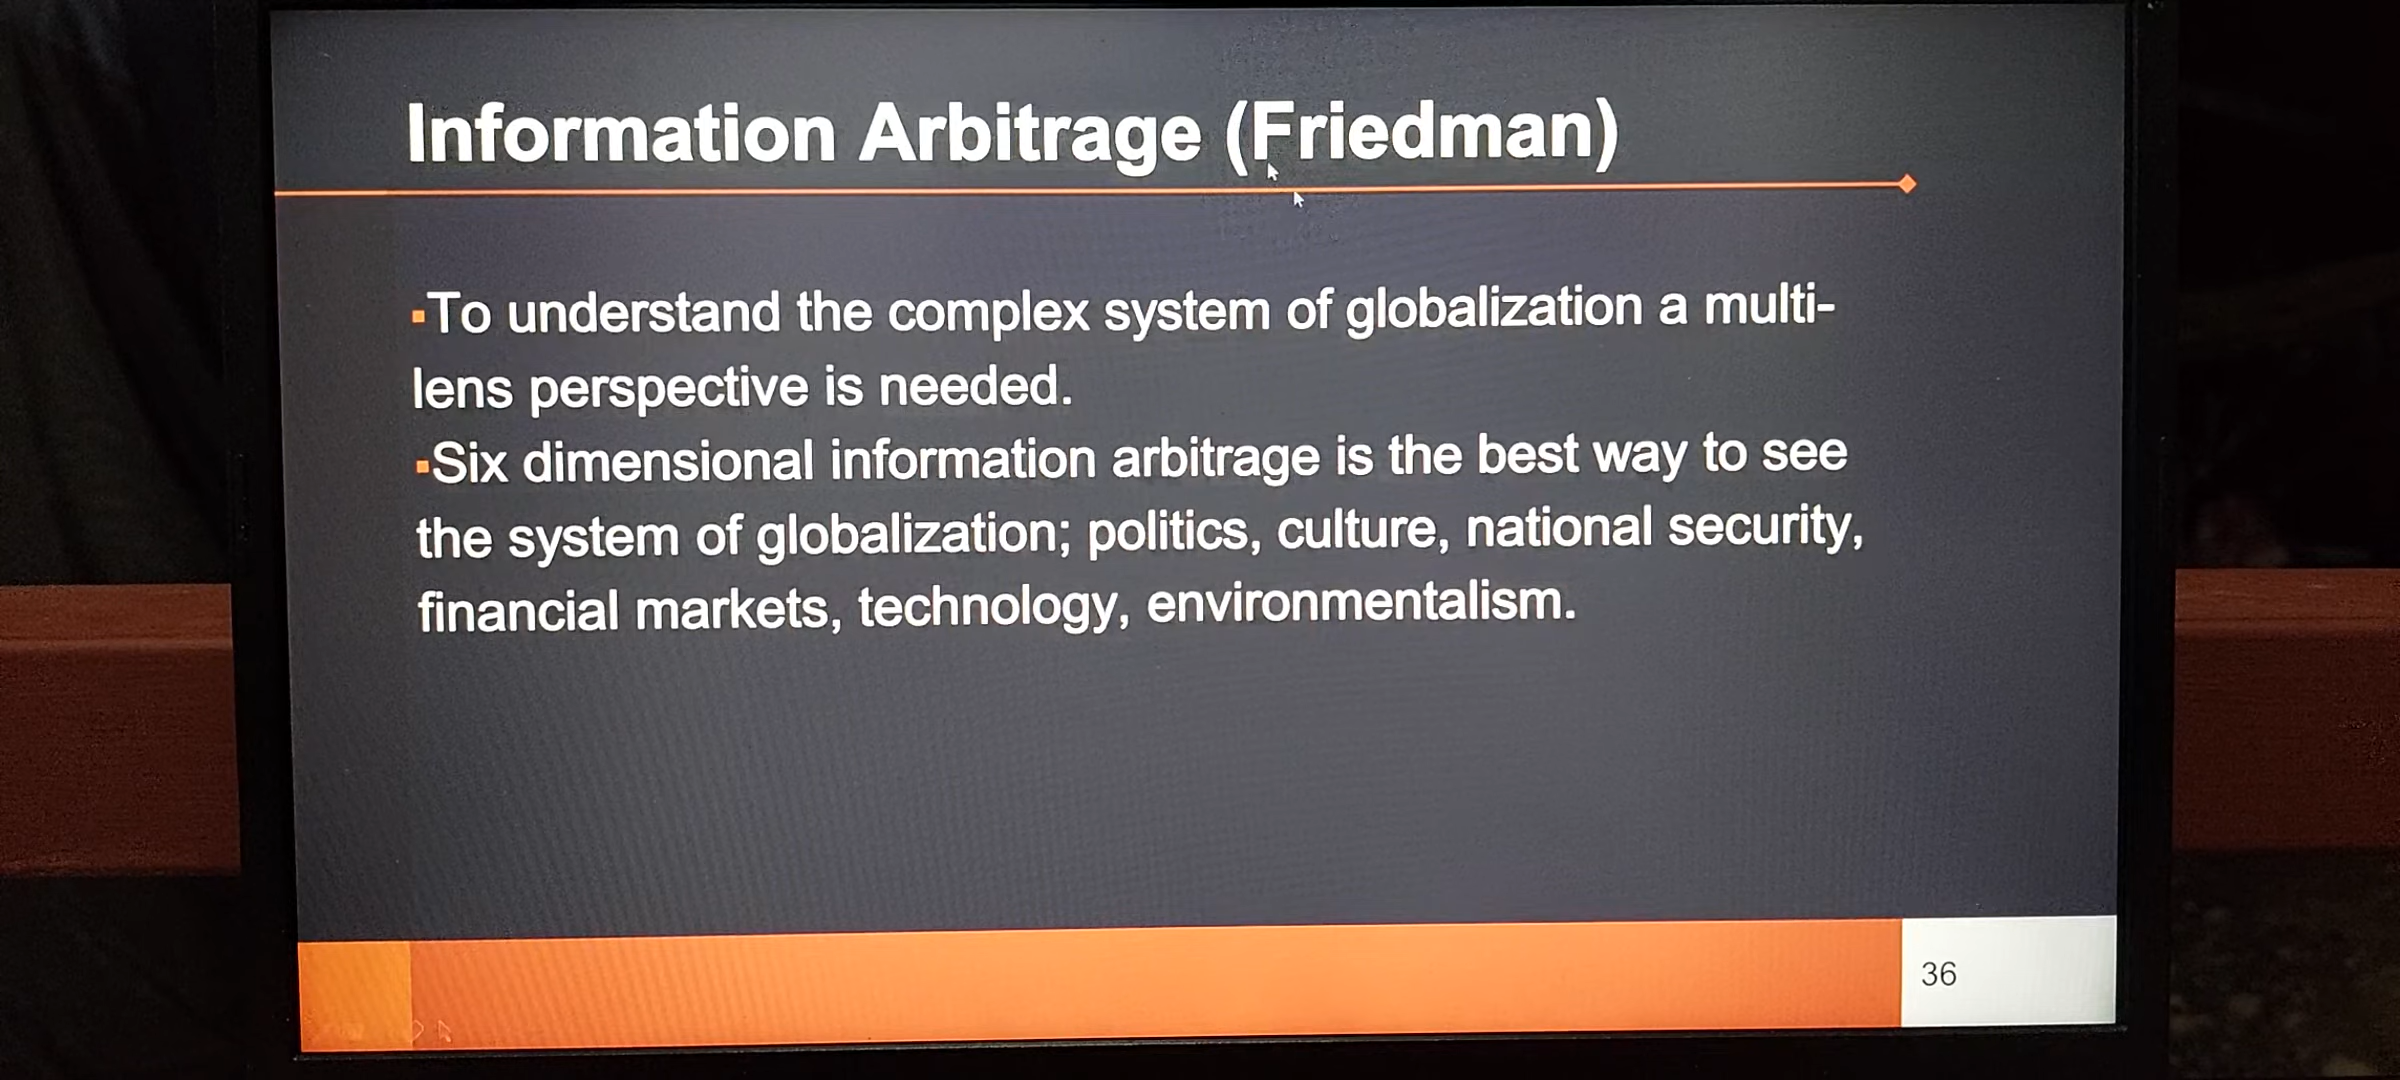 Information Arbitrage (Friedman)
▪To understand the complex system of globalization a multi-
lens perspective is needed.
▪Six dimensional information arbitrage is the best way to see
the system of globalization; politics, culture, national security,
financial markets, technology, environmentalism.
36